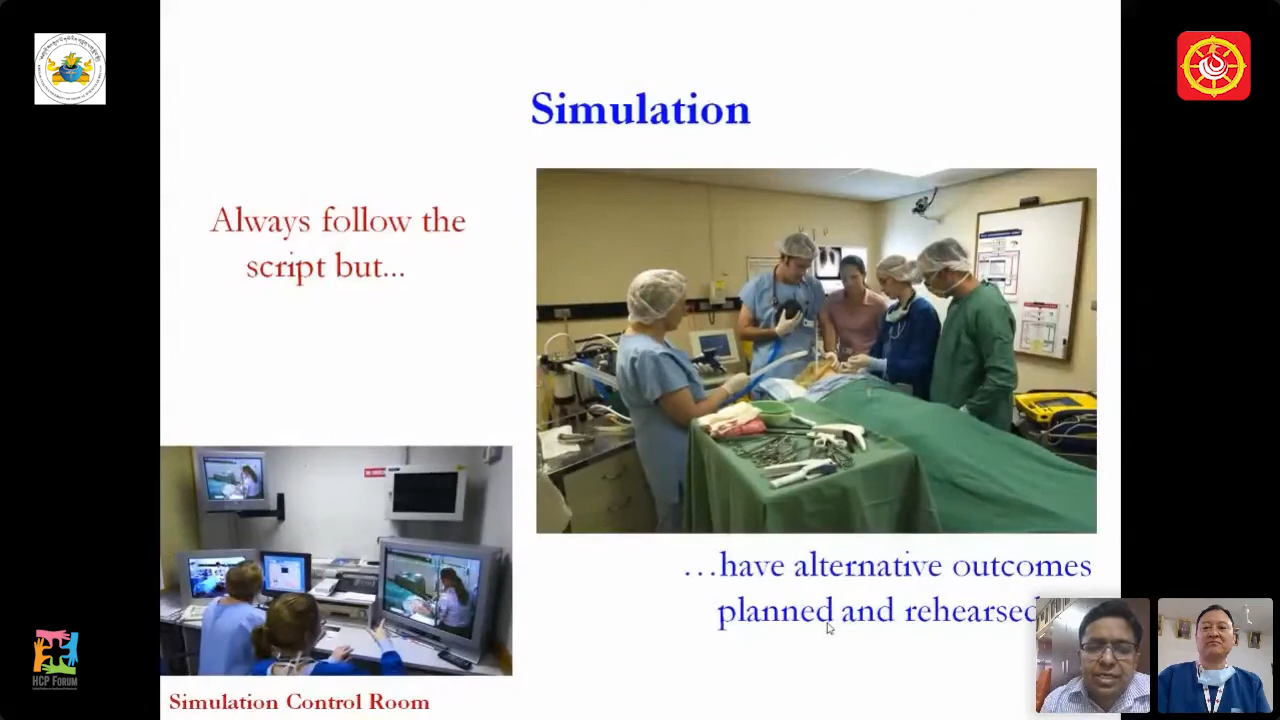 Simulation
Always follow the
script but...
...have alternative outcomes
planned and rehearsed
Simulation Control Room
HCP FORUM